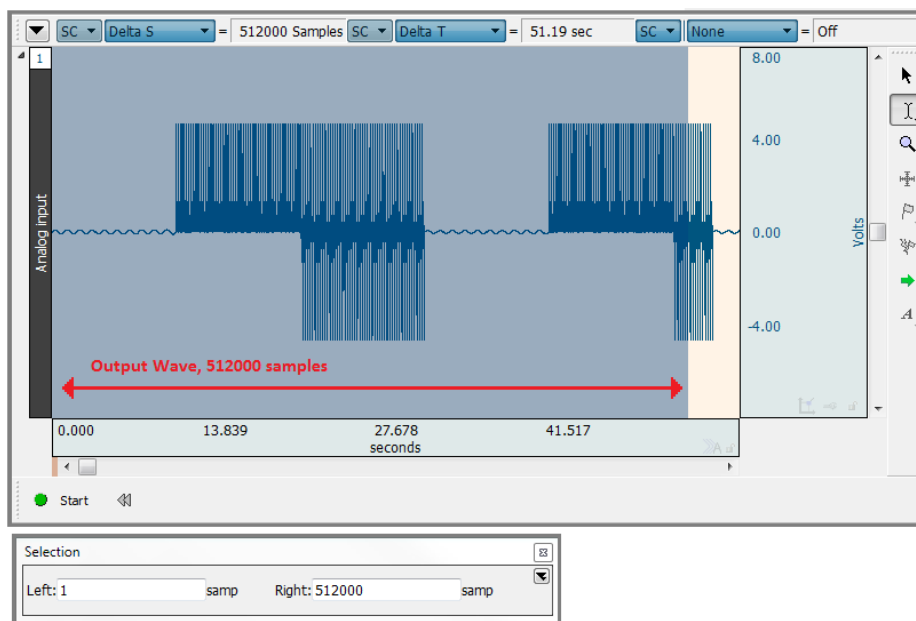 SC Delta S = 512000 Samples SC Delta T = 51.19 sec SC None = Off
1
8.00
4.00
0.00
-4.00
Analog input
Volts
Output Wave, 512000 samples
0.000 13.839 27.678 41.517
seconds
Start
Selection
Left: 1 samp Right: 512000 samp